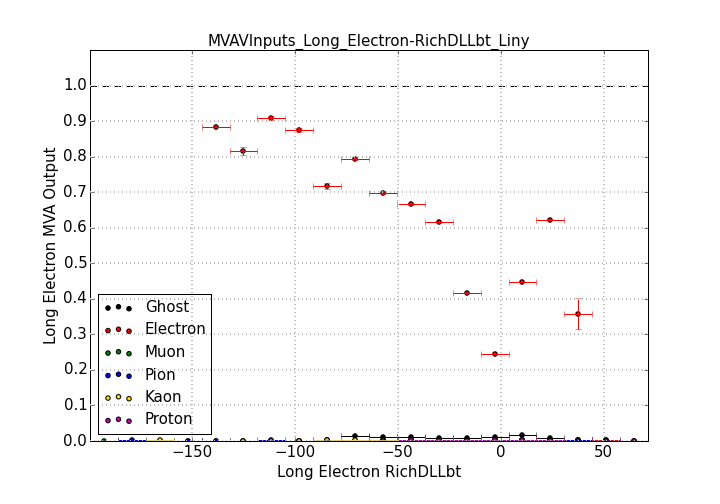 MVAVInputs_Long_Electron-RichDLLbt_Liny
Long Electron MVA Output
1.0
0.9
0.8
0.7
0.6
0.5
0.4
0.3
0.2
0.1
0.0
Ghost
Electron
Muon
Pion
Kaon
Proton
−150
−100
−50
0
50
Long Electron RichDLLbt